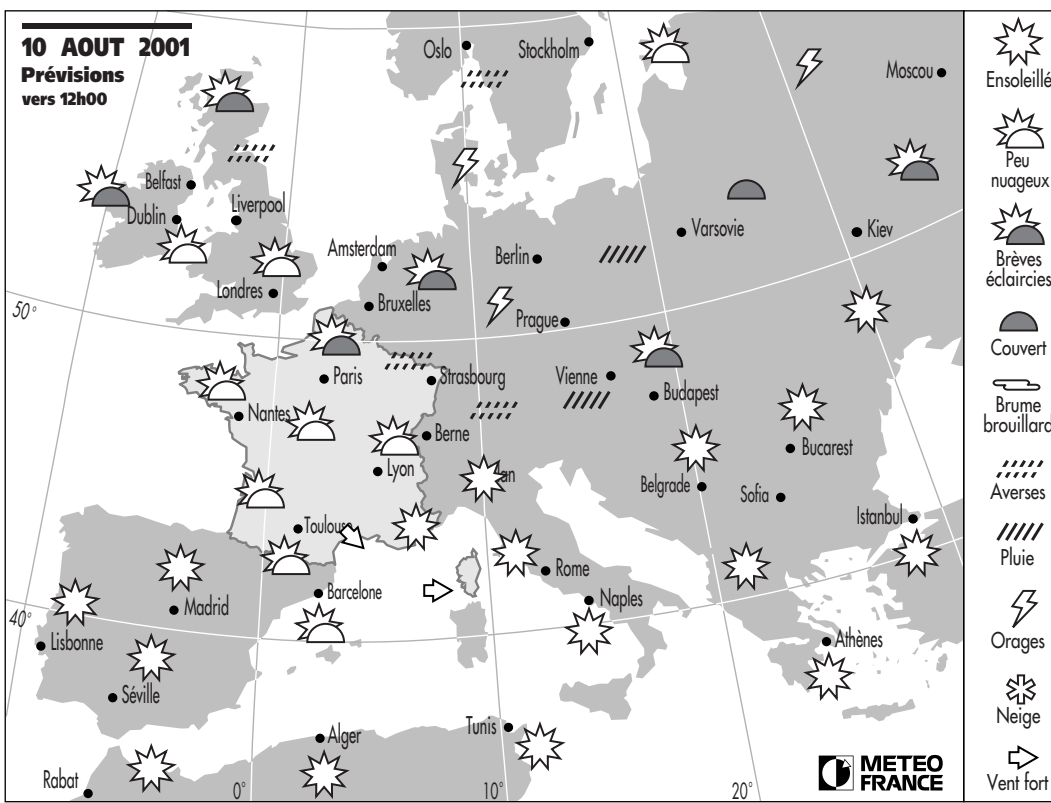 10 AOUT 2001
Prévisions
vers 12h00
Oslo
Stockholm
Moscou
Belfast
Dublin
Liverpool
Amsterdam
Berlin
Varsovie
Kiev
Londres
Bruxelles
50°
Prague
Paris
Strasbourg
Vienne
Budapest
Nantes
Berne
Bucarest
Lyon
Belgrade
Sofia
Istanbul
Rome
Barcelone
Madrid
Naples
40°
Lisbonne
Athènes
Séville
Tunis
Alger
Rabat
0°
10°
20°
METEO
FRANCE
Ensoleillé
Peu
nuageux
Brèves
éclaircies
Couvert
Brume
brouillard
Averses
Pluie
Orages
Neige
Vent fort